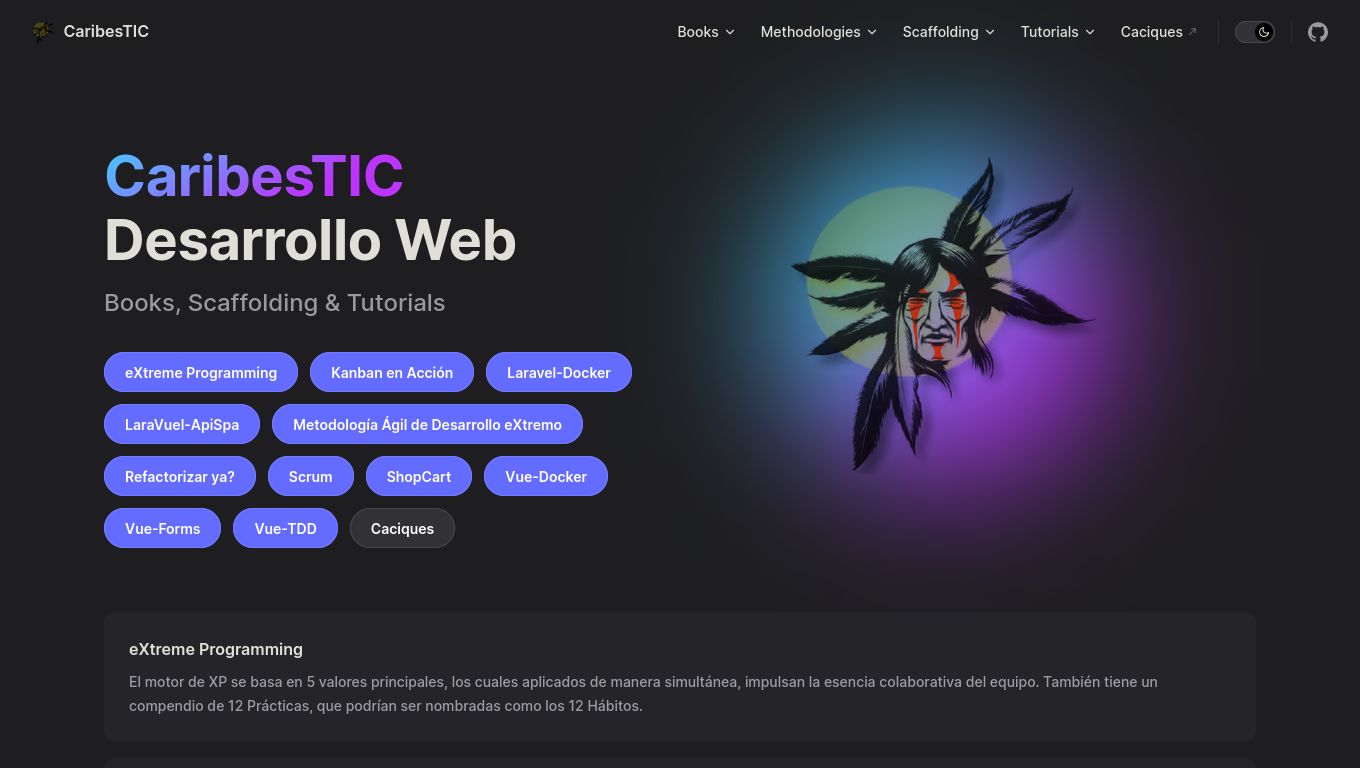 CaribesTIC
Books
Methodologies
Scaffolding
Tutorials
Caciques
CaribesTIC
Desarrollo Web
Books, Scaffolding & Tutorials
eXtreme Programming
Kanban en Acción
Laravel-Docker
LaraVuel-ApiSpa
Metodología Ágil de Desarrollo eXtremo
Refactorizar ya?
Scrum
ShopCart
Vue-Docker
Vue-Forms
Vue-TDD
Caciques
eXtreme Programming
El motor de XP se basa en 5 valores principales, los cuales aplicados de manera simultánea, impulsan la esencia colaborativa del equipo. También tiene un
compendio de 12 Prácticas, que podrían ser nombradas como los 12 Hábitos.